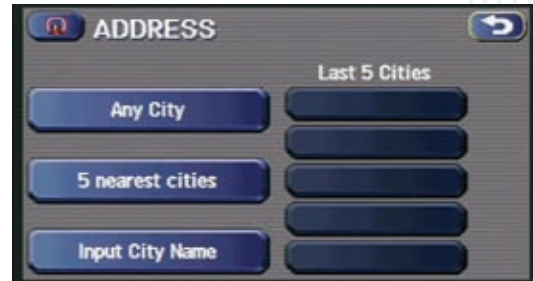 ADDRESS
Last 5 Cities
Any City
5 nearest cities
Input City Name